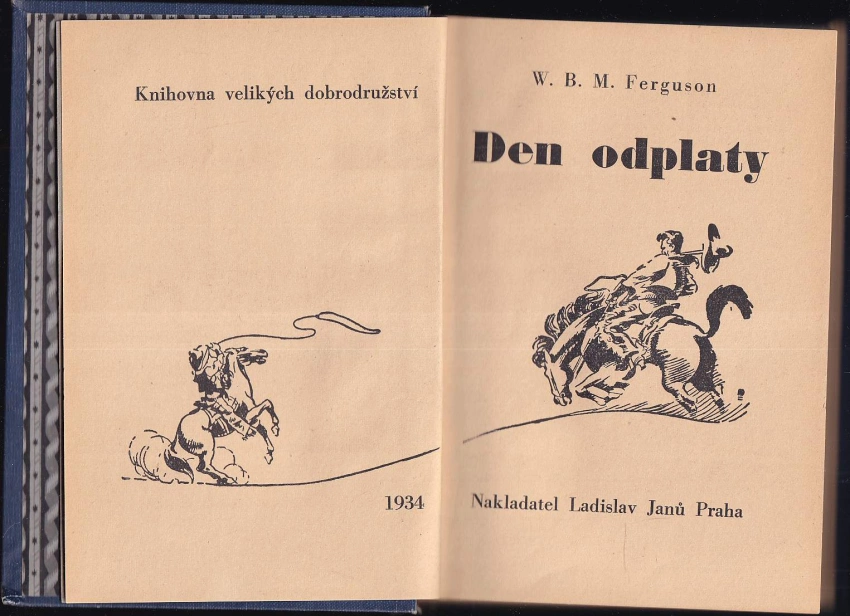 Knihovna velikých dobrodružství
1934
W. B. M. Ferguson
Den odplaty
Nakladatel Ladislav Janů Praha